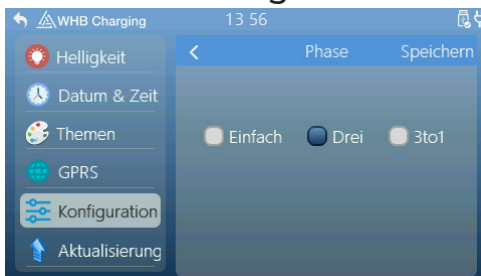 WHB Charging 13 56
Helligkeit
Datum & Zeit
Themen
GPRS
Konfiguration
Aktualisierung
Phase Speichern
Einfach Drei 3to1